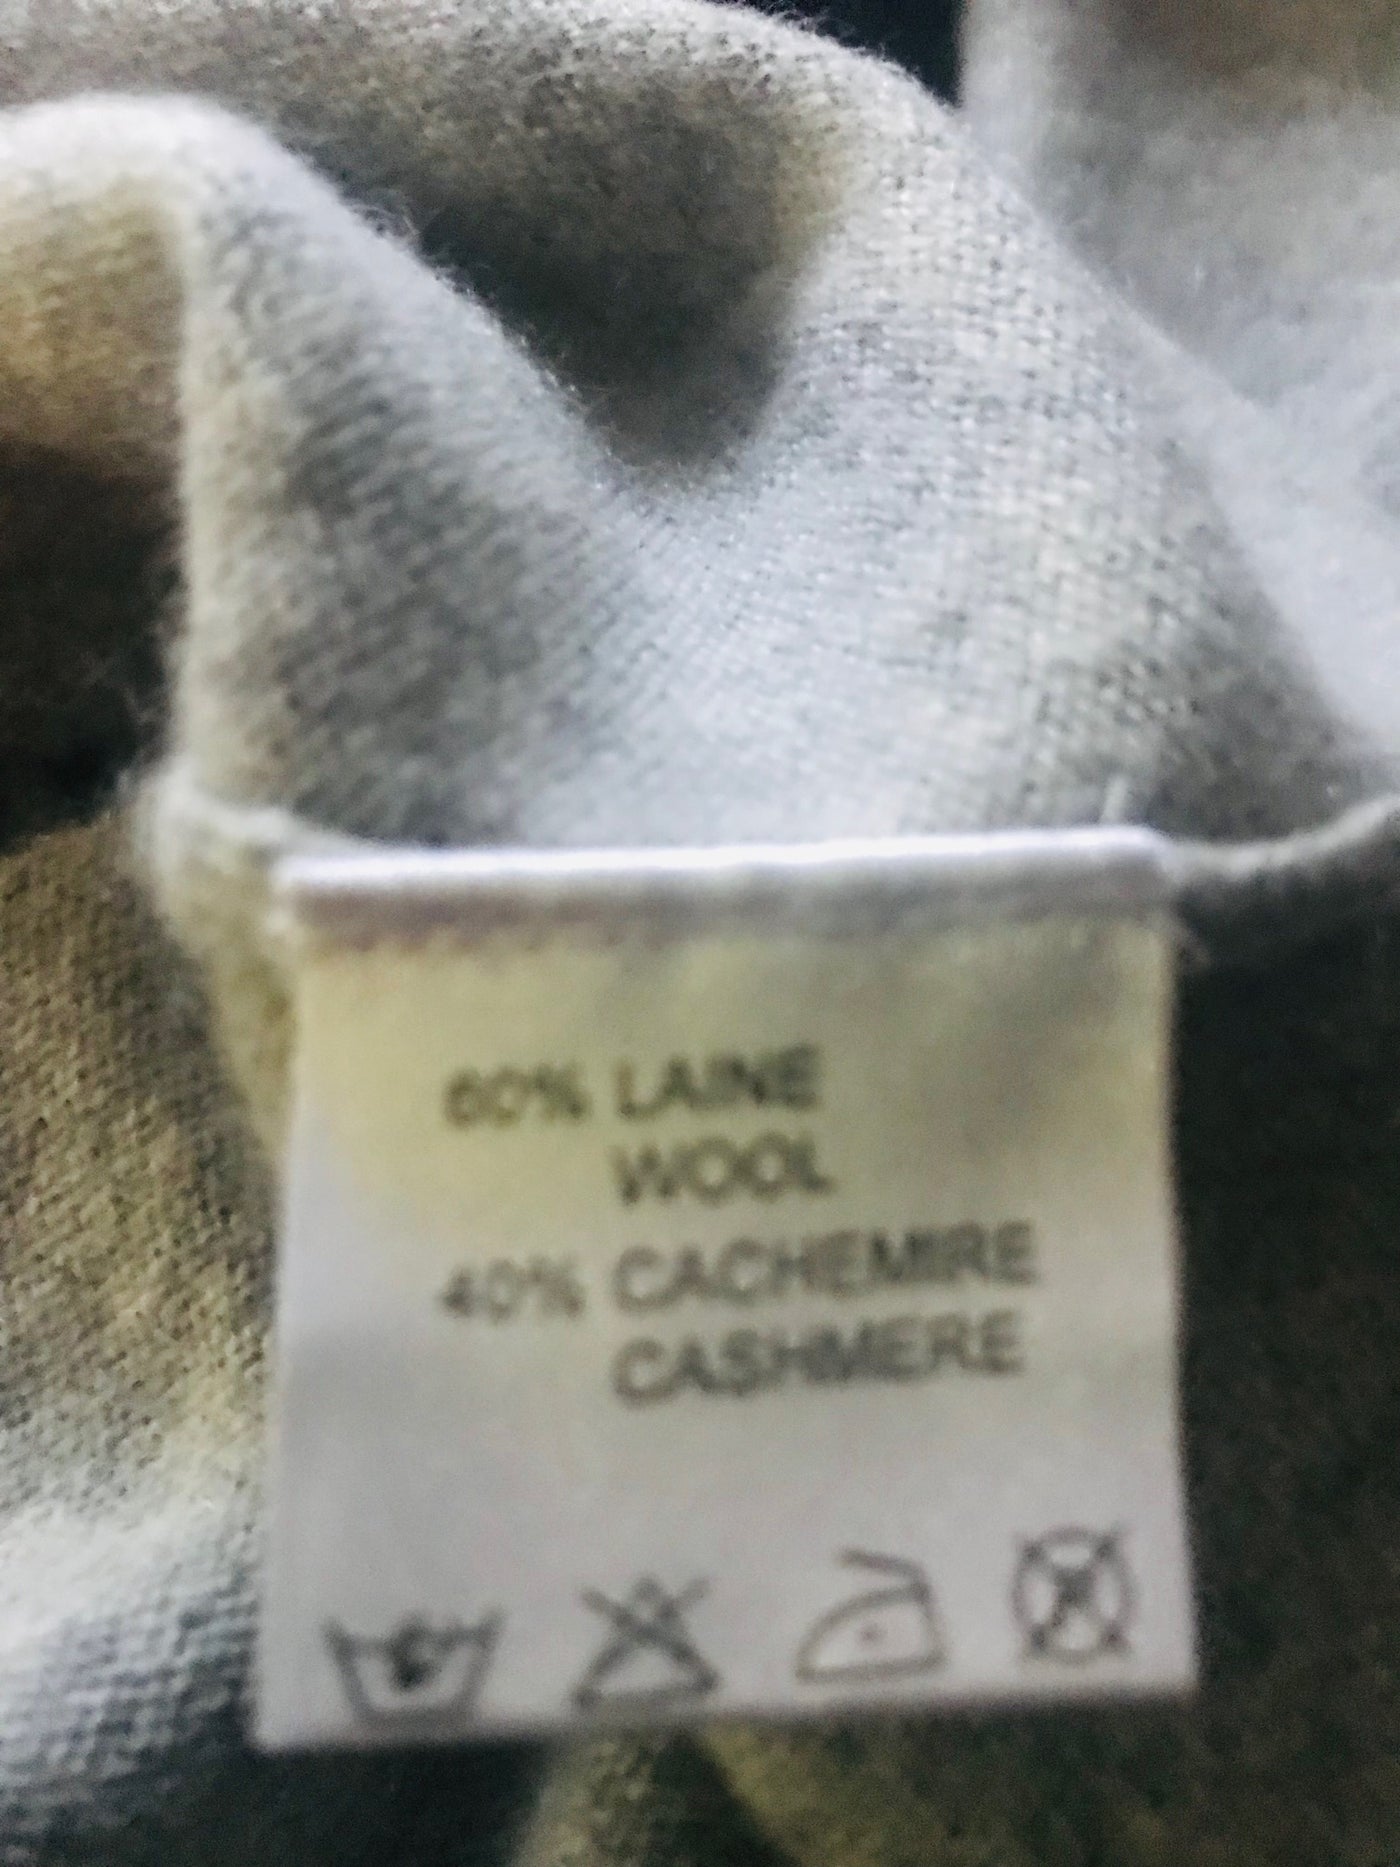 60% LAINE
WOOL
40% CACHEMIRE
CASHMERE